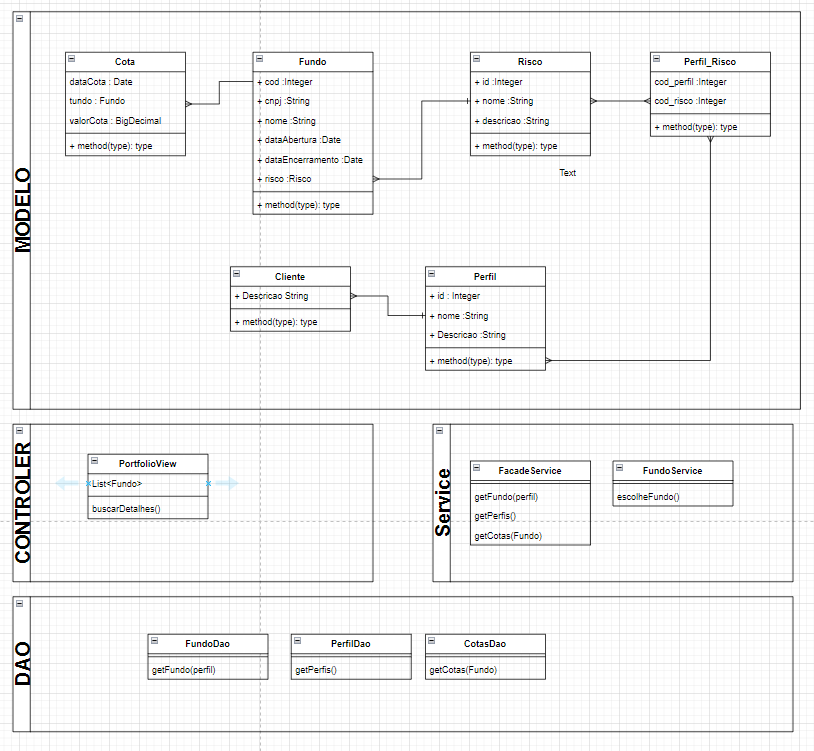 MODELO
Cota
dataCota : Date
tundo : Fundo
valorCota : BigDecimal
+ method(type): type
Fundo
+ cod :Integer
+ cnpj :String
+ nome :String
+ dataAbertura :Date
+ dataEncerramento :Date
+ risco :Risco
+ method(type): type
Risco
+ id :Integer
+ nome :String
+ descricao :String
+ method(type): type
Perfil_Risco
cod_perfil :Integer
cod_risco :Integer
+ method(type): type
Text
Cliente
+ Descricao String
+ method(type): type
Perfil
+ id : Integer
+ nome :String
+ Descricao :String
+ method(type): type
CONTROLER
PortfolioView
List<Fundo>
buscarDetalhes()
Service
FacadeService
getFundo(perfil)
getPerfis()
getCotas(Fundo)
FundoService
escolheFundo()
DAO
FundoDao
getFundo(perfil)
PerfilDao
getPerfis()
CotasDao
getCotas(Fundo)